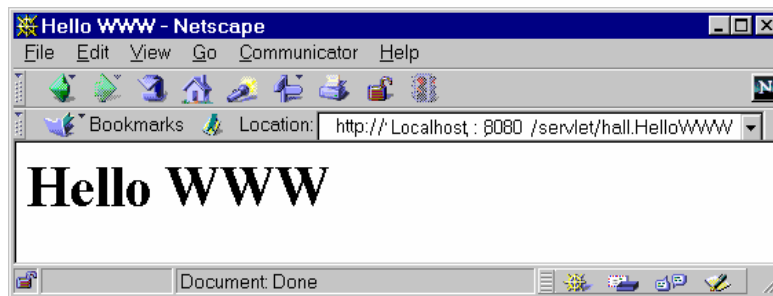 Hello WWW - Netscape
File Edit View Go Communicator Help
N
Bookmarks Location: http://Localhost : 8080 /servlet/hall.HelloWWW
Hello WWW
Document: Done